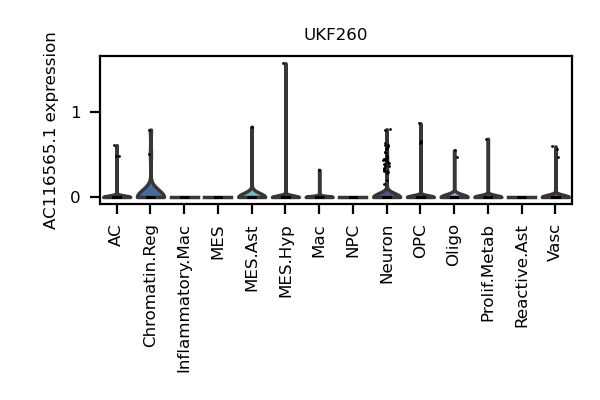 UKF260
AC116565.1 expression
1
0
AC
Chromatin.Reg
Inflammatory.Mac
MES
MES.Ast
MES.Hyp
Mac
NPC
Neuron
OPC
Oligo
Prolif.Metab
Reactive.Ast
Vasc